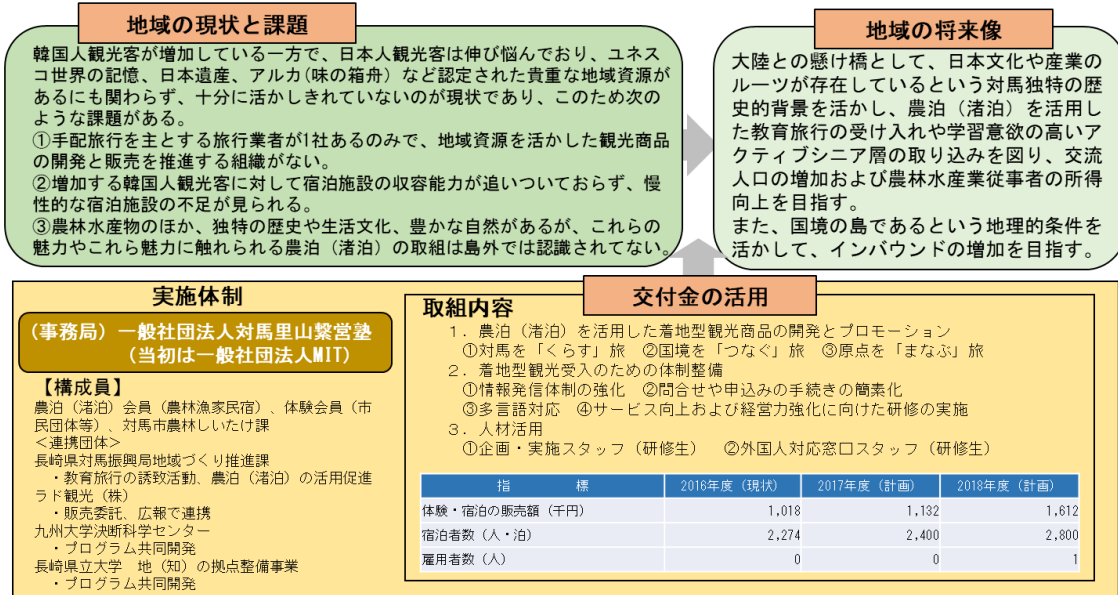 地域の現状と課題
韓国人観光客が増加している一方で、日本人観光客は伸び悩んでおり、ユネス
コ世界の記憶、日本遺産、アルカ(味の箱舟）など認定された貴重な地域資源が
あるにも関わらず、十分に活かしきれていないのが現状であり、このため次の
ような課題がある。
①手配旅行を主とする旅行業者が1社あるのみで、地域資源を活かした観光商品
の開発と販売を推進する組織がない。
②増加する韓国人観光客に対して宿泊施設の収容能力が追いついておらず、慢
性的な宿泊施設の不足が見られる。
③農林水産物のほか、独特の歴史や生活文化、豊かな自然があるが、これらの
魅力やこれら魅力に触れられる農泊（渚泊）の取組は島外では認識されてない。
地域の将来像
大陸との懸け橋として、日本文化や産業の
ルーツが存在しているという対馬独特の歴
史的背景を活かし、農泊（渚泊）を活用し
た教育旅行の受け入れや学習意欲の高いア
クティブシニア層の取り込みを図り、交流
人口の増加および農林水産業従事者の所得
向上を目指す。
また、国境の島であるという地理的条件を
活かして、インバウンドの増加を目指す。
実施体制
（事務局）一般社団法人対馬里山繋営塾
（当初は一般社団法人MIT）
【構成員】
農泊（渚泊）会員（農林漁家民宿）、体験会員（市
民団体等）、対馬市農林しいたけ課
＜連携団体＞
長崎県対馬振興局地域づくり推進課
・教育旅行の誘致活動、農泊（渚泊）の活用促進
ラド観光（株）
・販売委託、広報で連携
九州大学決断科学センター
・プログラム共同開発
長崎県立大学　地（知）の拠点整備事業
・プログラム共同開発
交付金の活用
取組内容
１．農泊（渚泊）を活用した着地型観光商品の開発とプロモーション
①対馬を「くらす」旅　②国境を「つなぐ」旅　③原点を「まなぶ」旅
２．着地型観光受入のための体制整備
①情報発信体制の強化　②問合せや申込みの手続きの簡素化
③多言語対応　④サービス向上および経営力強化に向けた研修の実施
３．人材活用
①企画・実施スタッフ（研修生）　②外国人対応窓口スタッフ（研修生）
指　標　2016年度（現状）　2017年度（計画）　2018年度（計画）
体験・宿泊の販売額（千円）　1,018　1,132　1,612
宿泊者数（人・泊）　2,274　2,400　2,800
雇用者数（人）　0　0　1